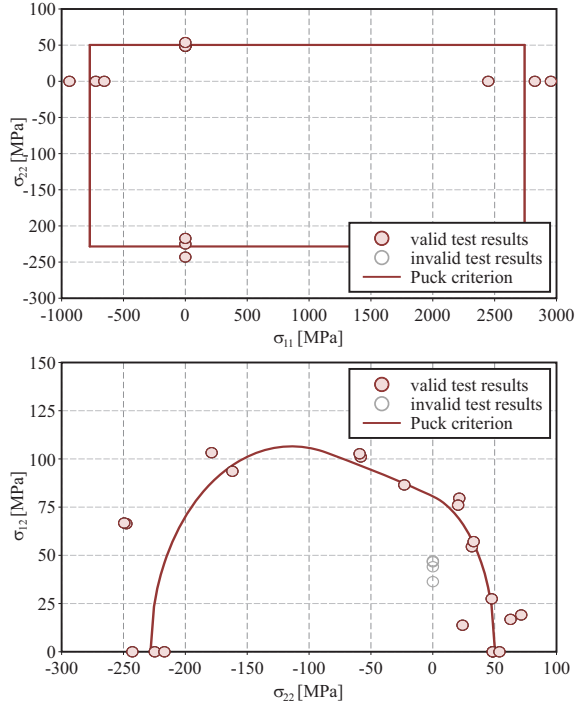 100
50
0
-50
-100
-150
-200
-250
-300
σ22 [MPa]
-1000 -500 0 500 1000 1500 2000 2500 3000
σ11 [MPa]
valid test results
invalid test results
Puck criterion
150
125
100
75
50
25
0
σ12 [MPa]
-300 -250 -200 -150 -100 -50 0 50 100
σ22 [MPa]
valid test results
invalid test results
Puck criterion